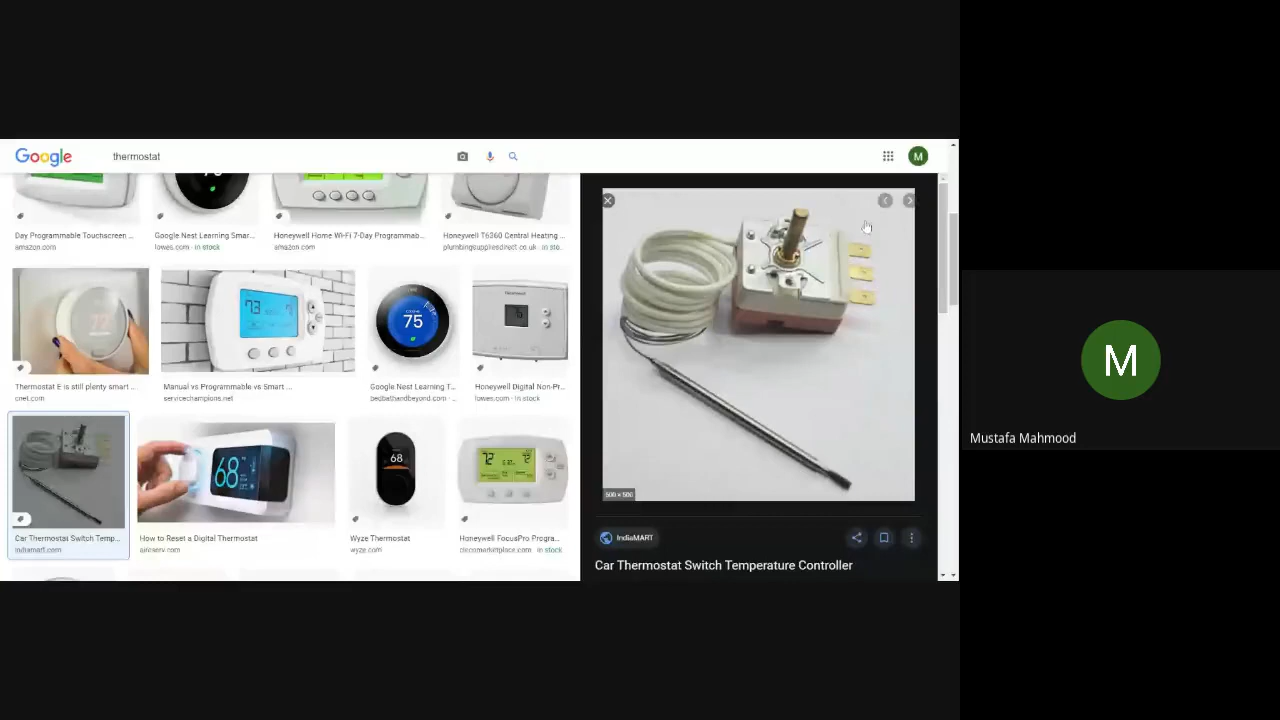 Google
thermostat
M
Day Programmable Touchscreen ...
amazon.com
Google Nest Learning Smar...
lowes.com - In stock
Honeywell Home Wi-Fi 7-Day Programmab...
amazon.com
Honeywell T6360 Central Heating ...
plumbingsuppliesdirect.co.uk - In sto...
73
75
Thermostat E is still plenty smart ...
cnet.com
Manual vs Programmable vs Smart ...
servicechampions.net
Google Nest Learning T...
bedbathandbeyond.com - ...
Honeywell Digital Non-Pr...
lowes.com - In stock
68
68
72
72
Car Thermostat Switch Temp...
indiamart.com
How to Reset a Digital Thermostat
aireserv.com
Wyze Thermostat
wyze.com
Honeywell FocusPro Progra...
In stock
IndiaMART
Car Thermostat Switch Temperature Controller
M
Mustafa Mahmood